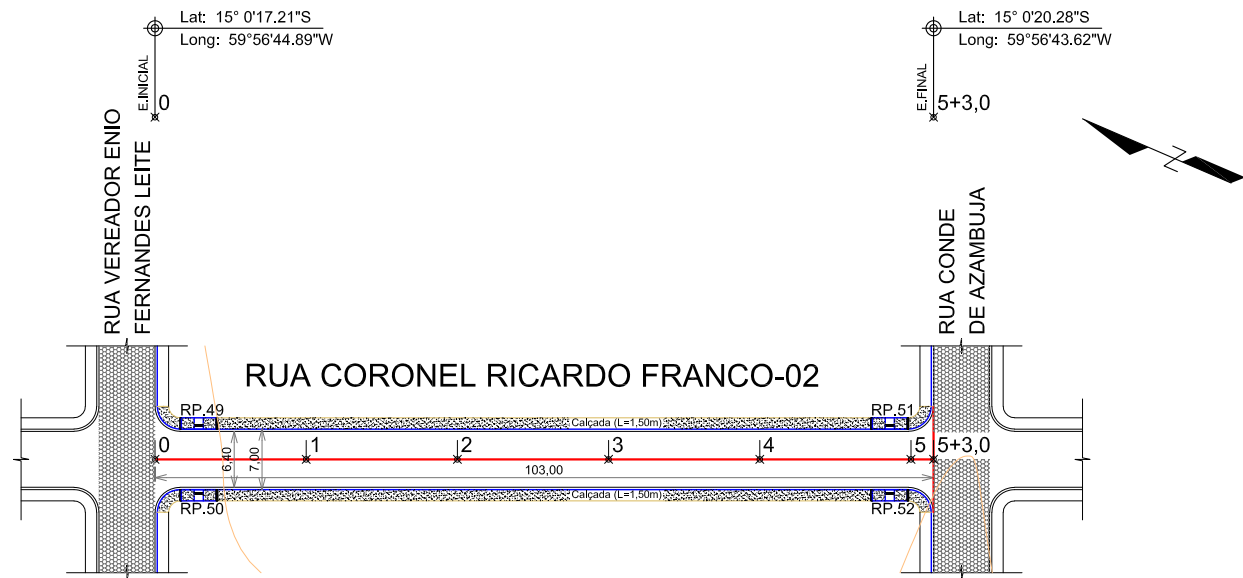 Lat: 15° 0'17.21"S
Long: 59°56'44.89"W
E.INICIAL
0
Lat: 15° 0'20.28"S
Long: 59°56'43.62"W
E.FINAL
5+3,0
N
RUA VEREADOR ENIO
FERNANDES LEITE
RUA CONDE
DE AZAMBUJA
RUA CORONEL RICARDO FRANCO-02
RP.49
Calçada (L=1,50m)
RP.51
0
1
2
3
4
5
5+3,0
6,40
7,00
103,00
Calçada (L=1,50m)
RP.50
RP.52